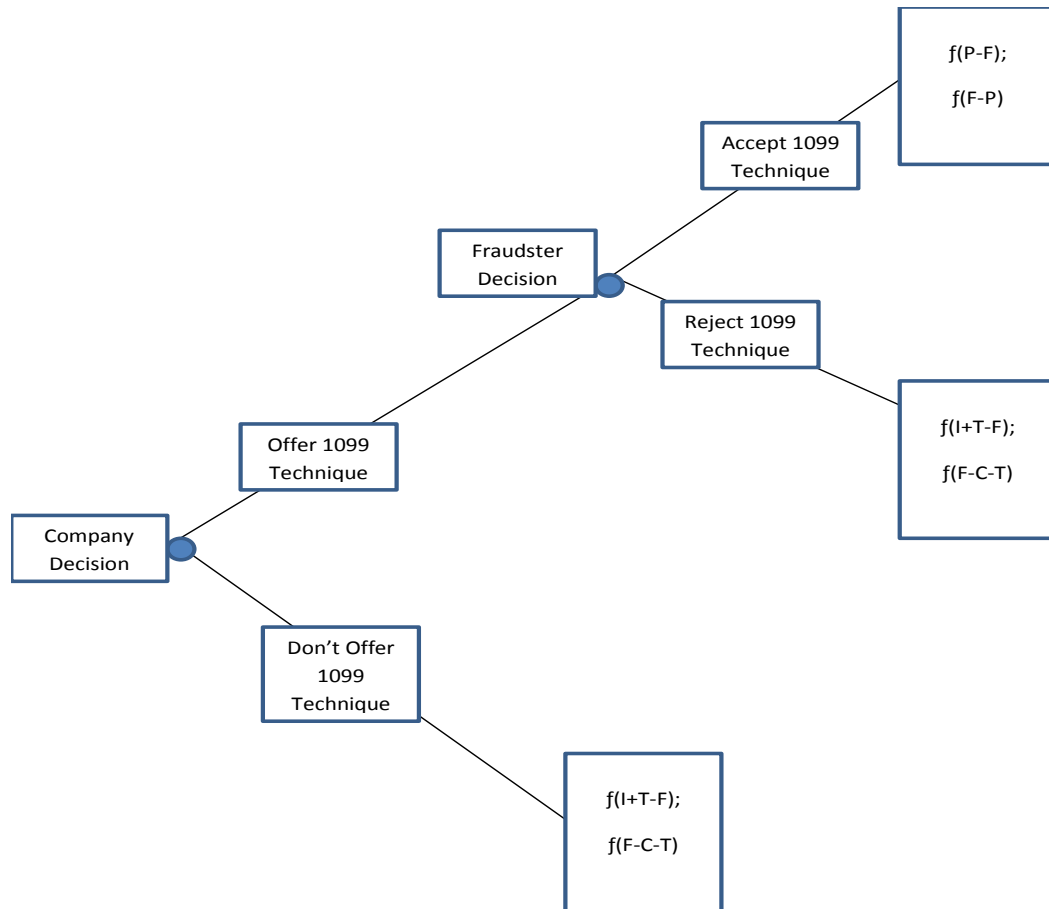 ƒ(P-F);
ƒ(F-P)
Accept 1099
Technique
Fraudster
Decision
Reject 1099
Technique
ƒ(I+T-F);
ƒ(F-C-T)
Offer 1099
Technique
Company
Decision
Don’t Offer
1099
Technique
ƒ(I+T-F);
ƒ(F-C-T)